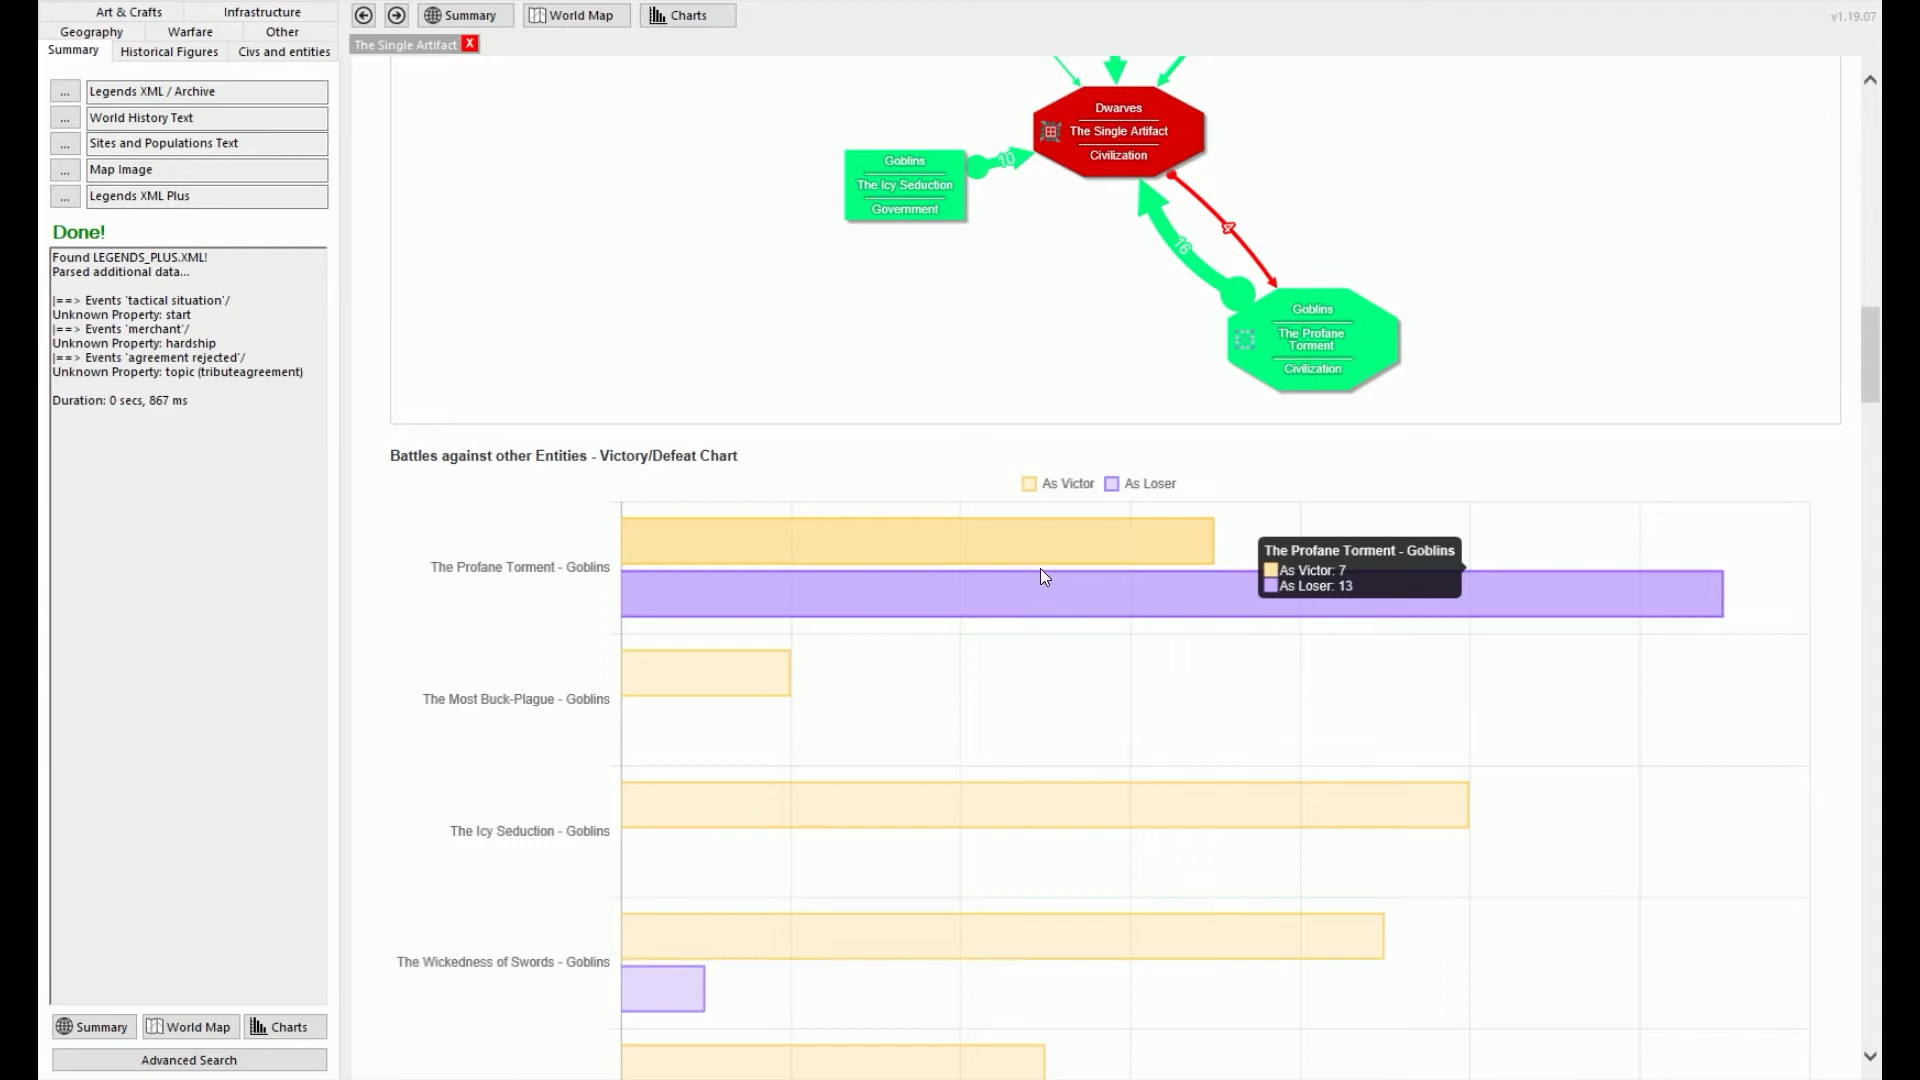 Art & Crafts
Infrastructure
Geography
Warfare
Other
Summary
Historical Figures
Civs and entities
Summary
World Map
Charts
v1.19.07
The Single Artifact X
... Legends XML / Archive
... World History Text
... Sites and Populations Text
... Map Image
... Legends XML Plus
Done!
Found LEGENDS_PLUS.XML!
Parsed additional data...
|==> Events 'tactical situation'/
Unknown Property: start
|==> Events 'merchant'/
Unknown Property: hardship
|==> Events 'agreement rejected'/
Unknown Property: topic (tributeagreement)
Duration: 0 secs, 867 ms
Summary
World Map
Charts
Advanced Search
Dwarves
The Single Artifact
Civilization
10
Goblins
The Icy Seduction
Government
4
16
Goblins
The Profane
Torment
Civilization
Battles against other Entities - Victory/Defeat Chart
As Victor
As Loser
The Profane Torment - Goblins
The Profane Torment - Goblins
As Victor: 7
As Loser: 13
The Most Buck-Plague - Goblins
The Icy Seduction - Goblins
The Wickedness of Swords - Goblins